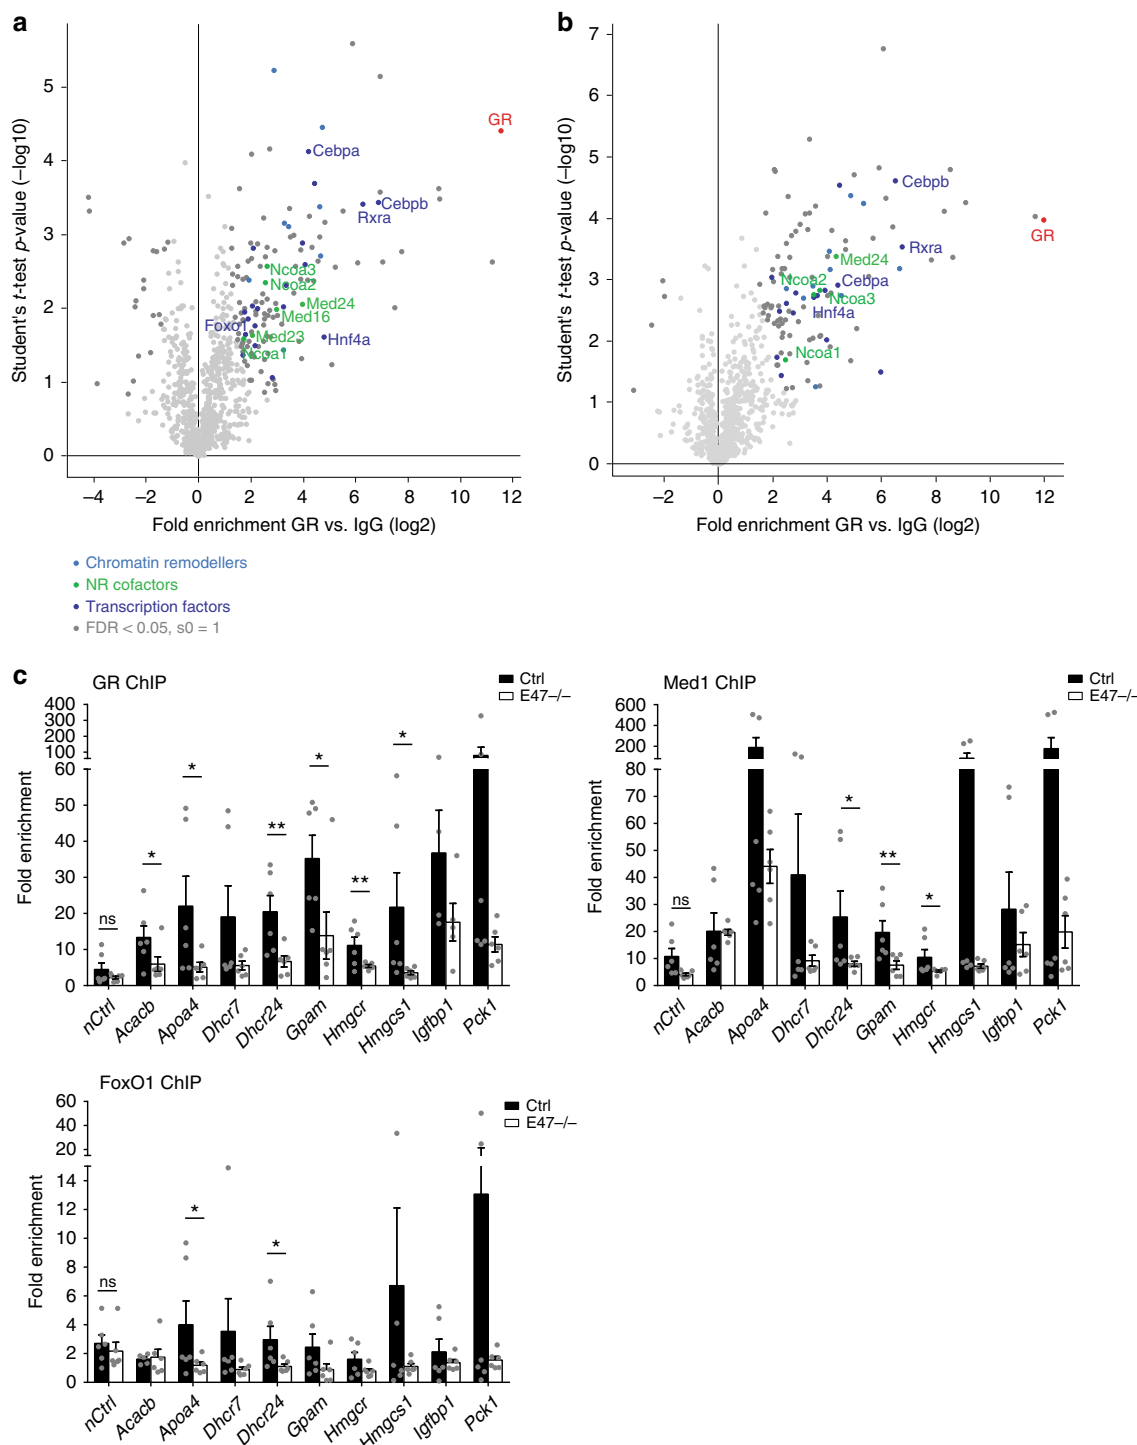 a
Student's t-test p-value (–log10)
5
4
3
2
1
0
–4 –2 0 2 4 6 8 10 12
Fold enrichment GR vs. IgG (log2)
GR
Cebpa
Cebpb
Rxra
Ncoa3
Ncoa2
Med24
Med16
Foxo1
Med23
Hnf4a
Ncoa1
b
Student's t-test p-value (–log10)
7
6
5
4
3
2
1
0
–2 0 2 4 6 8 10 12
Fold enrichment GR vs. IgG (log2)
Cebpb
GR
Rxra
Med24
Ncoa2
Cebpa
Ncoa3
Hnf4a
Ncoa1
Chromatin remodellers
NR cofactors
Transcription factors
FDR < 0.05, s0 = 1
c
GR ChIP
Ctrl
E47–/–
Fold enrichment
400
300
200
100
60
50
40
30
20
10
0
ns * * ** * ** *
nCtrl Acacb Apoa4 Dhcr7 Dhcr24 Gpam Hmgcr Hmgcs1 Igfbp1 Pck1
Med1 ChIP
Ctrl
E47–/–
Fold enrichment
600
400
200
80
70
60
50
40
30
20
10
0
ns * ** *
nCtrl Acacb Apoa4 Dhcr7 Dhcr24 Gpam Hmgcr Hmgcs1 Igfbp1 Pck1
FoxO1 ChIP
Ctrl
E47–/–
Fold enrichment
60
40
20
14
12
10
8
6
4
2
0
ns * *
nCtrl Acacb Apoa4 Dhcr7 Dhcr24 Gpam Hmgcr Hmgcs1 Igfbp1 Pck1